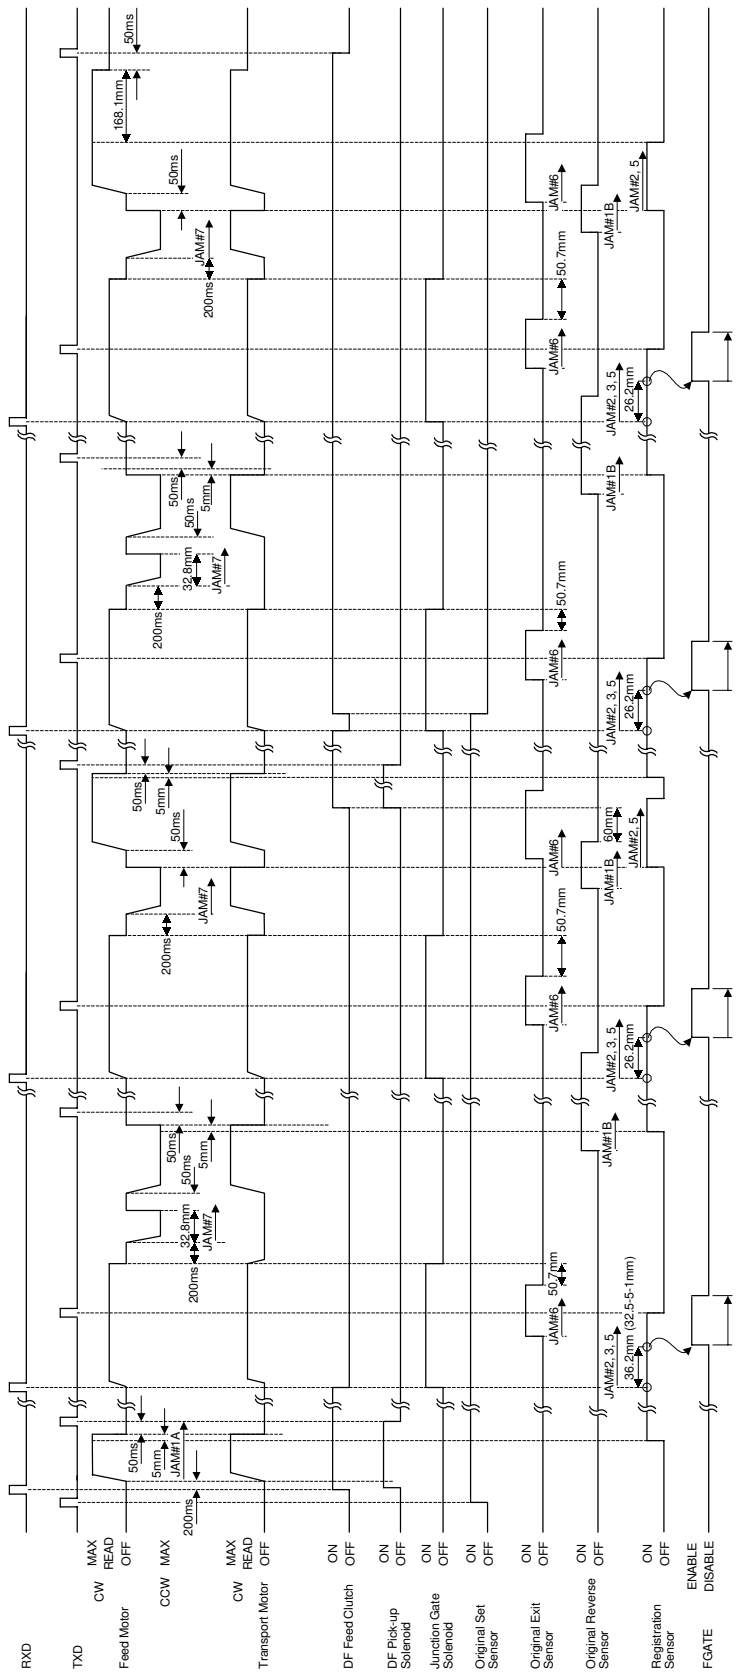 RXD
TXD
Feed Motor
CW
MAX
READ
OFF
CCW
MAX
Transport Motor
CW
MAX
READ
OFF
DF Feed Clutch
ON
OFF
DF Pick-up
Solenoid
ON
OFF
Junction Gate
Solenoid
ON
OFF
Original Set
Sensor
Original Exit
Sensor
ON
OFF
Original Reverse
Sensor
ON
OFF
Registration
Sensor
ON
OFF
FGATE
ENABLE
DISABLE
200ms
50ms
5mm
JAM#1A
200ms
32.8mm
JAM#7
50ms
50ms
5mm
JAM#6
50.7mm
JAM#2, 3, 5
36.2mm (32.5-5-1mm)
JAM#1B
200ms
JAM#7
50ms
50ms
5mm
JAM#6
50.7mm
JAM#6
JAM#2, 3, 5
26.2mm
JAM#1B
60mm
JAM#2, 5
200ms
32.8mm
JAM#7
50ms
50ms
5mm
JAM#6
50.7mm
JAM#2, 3, 5
26.2mm
JAM#1B
200ms
JAM#7
50ms
168.1mm
50ms
JAM#6
50.7mm
JAM#6
JAM#2, 3, 5
26.2mm
JAM#1B
JAM#2, 5